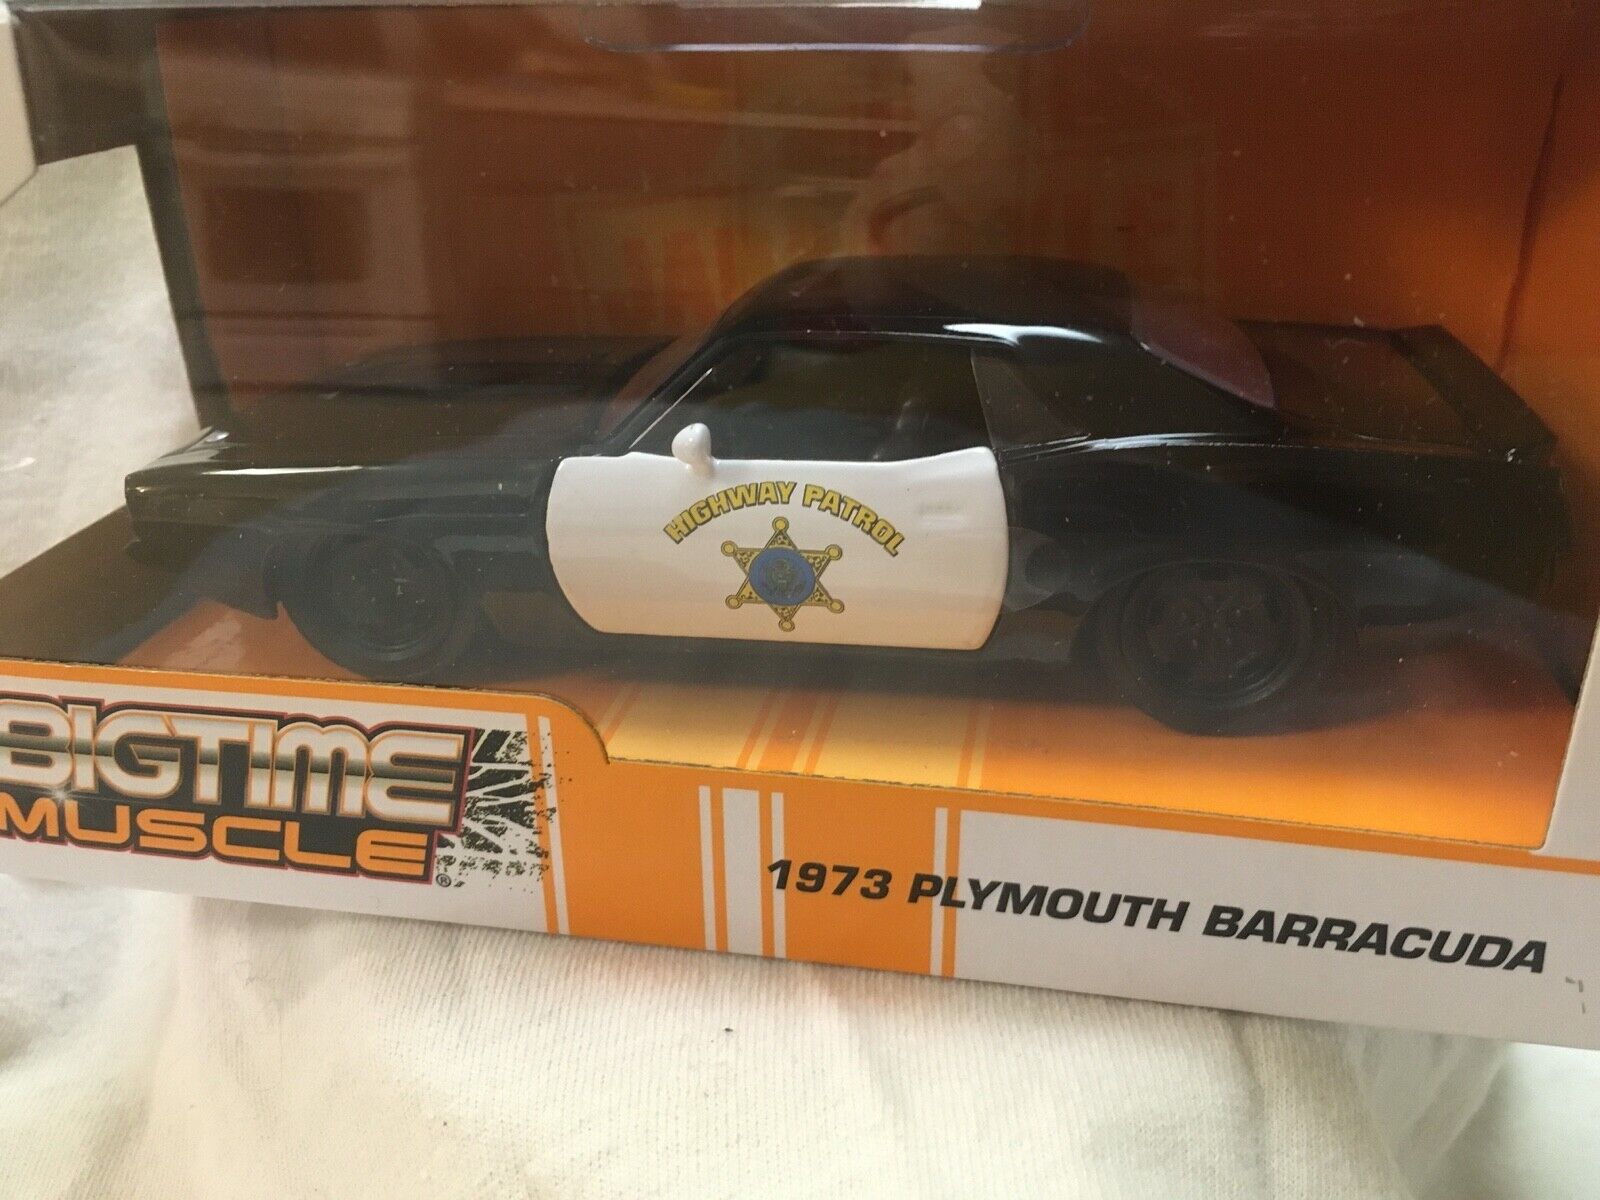 HIGHWAY PATROL
BIGTIME
MUSCLE®
1973 PLYMOUTH BARRACUDA